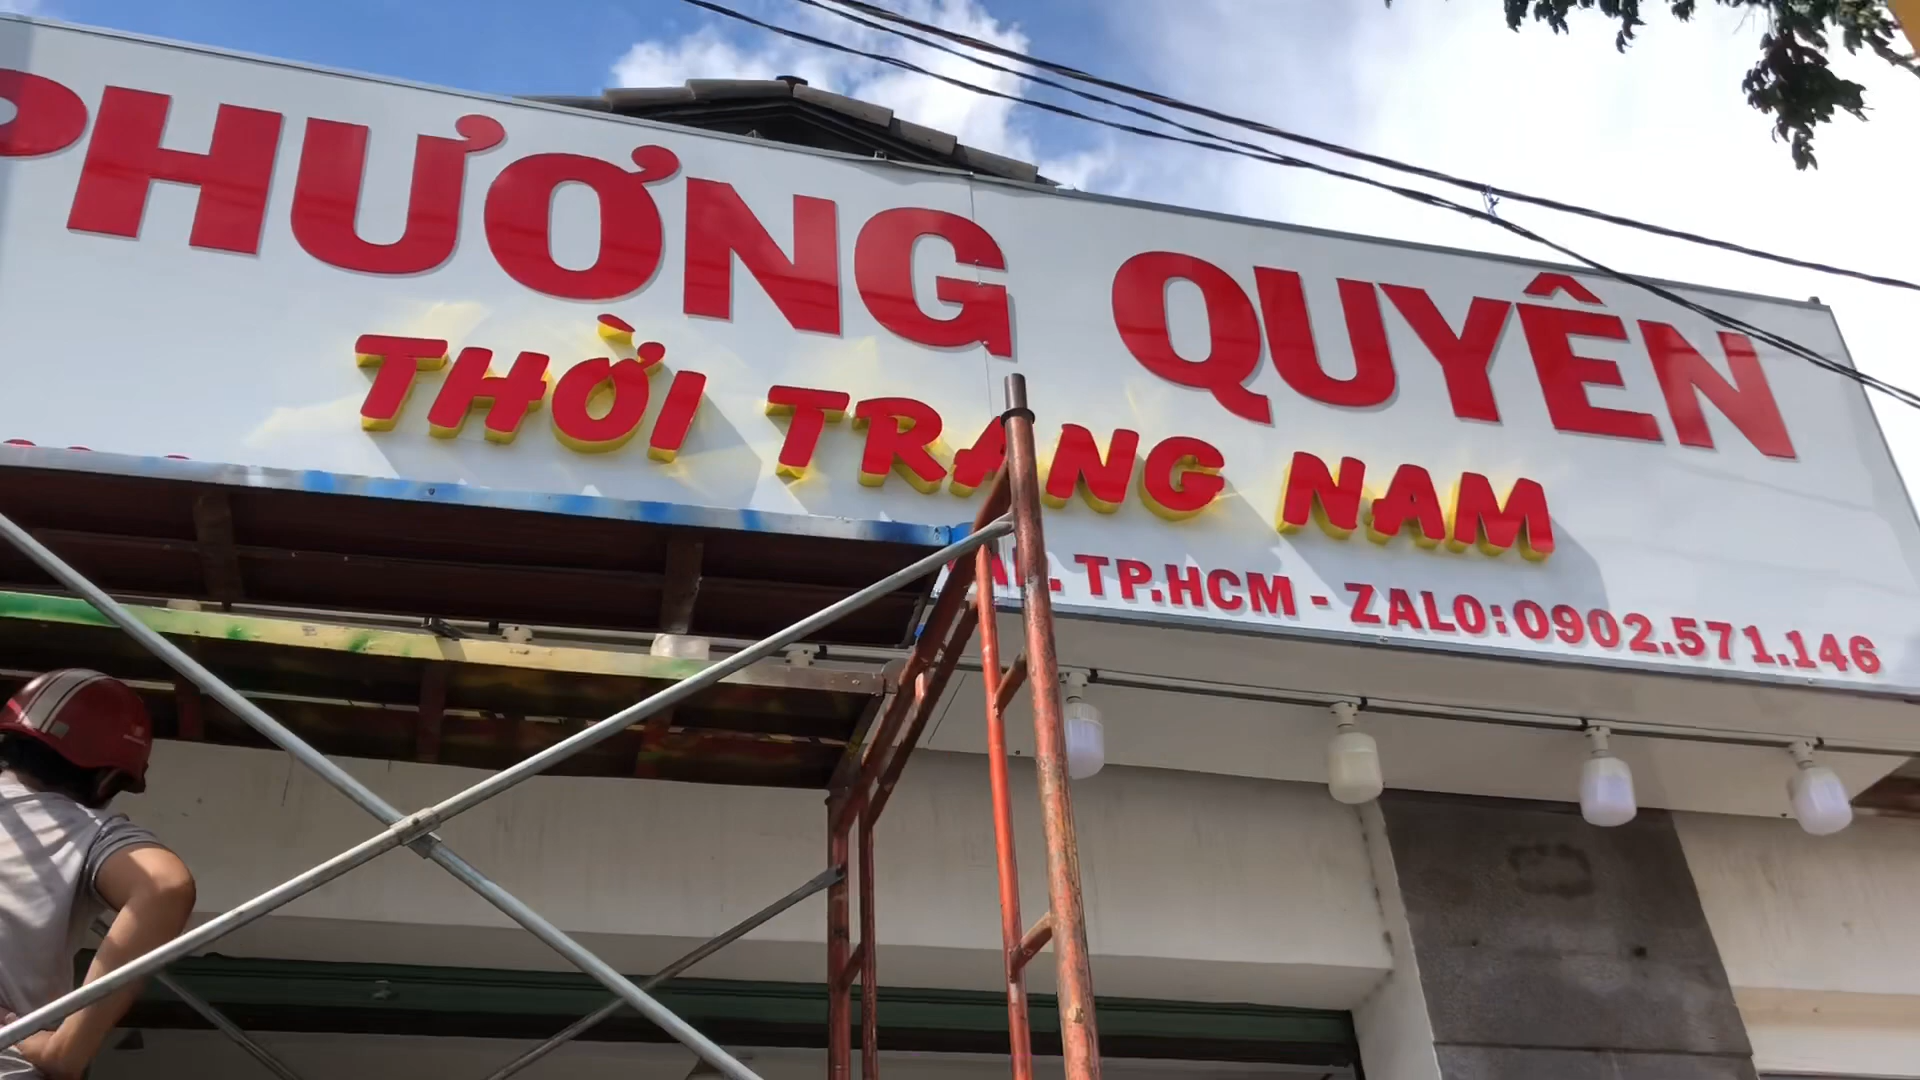 PHƯƠNG QUYÊN
THỜI TRANG NAM
TP.HCM - ZALO:0902.571.146